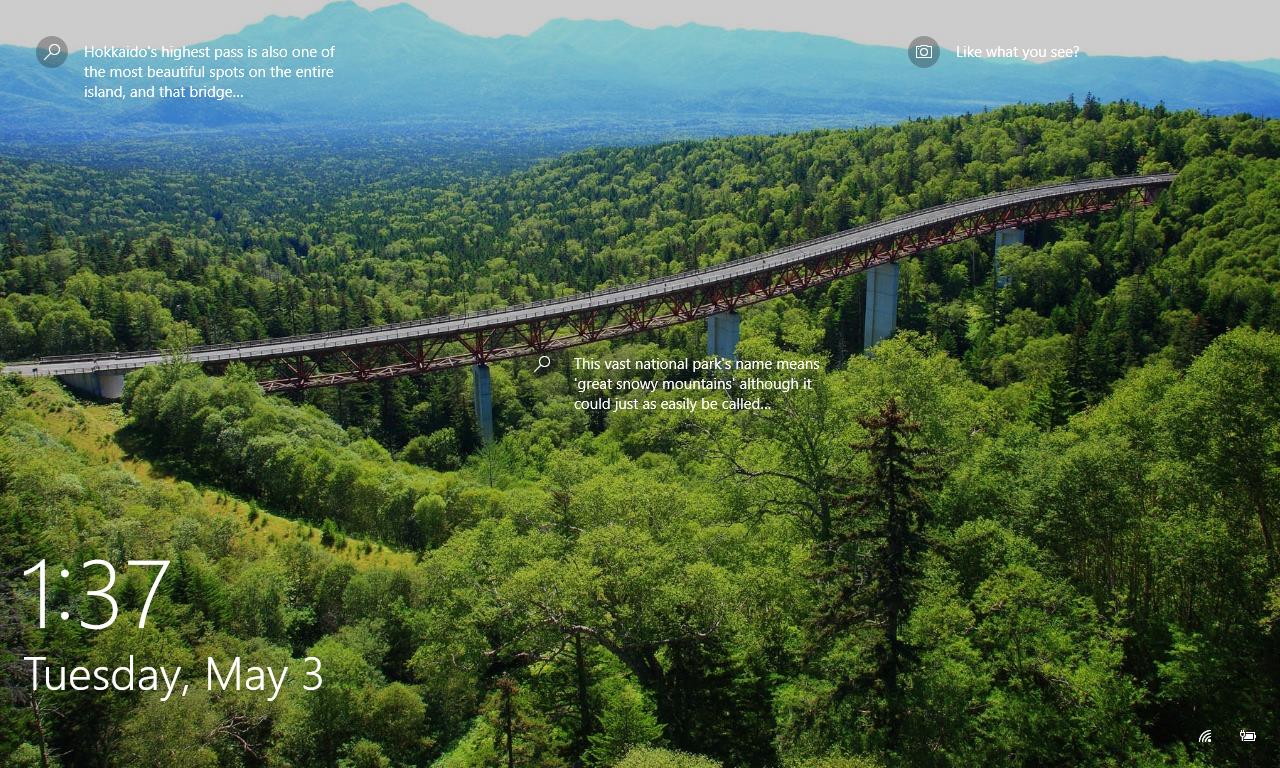 Hokkaido's highest pass is also one of
the most beautiful spots on the entire
island, and that bridge...
Like what you see?
This vast national park's name means
'great snowy mountains' although it
could just as easily be called...
1:37
Tuesday, May 3